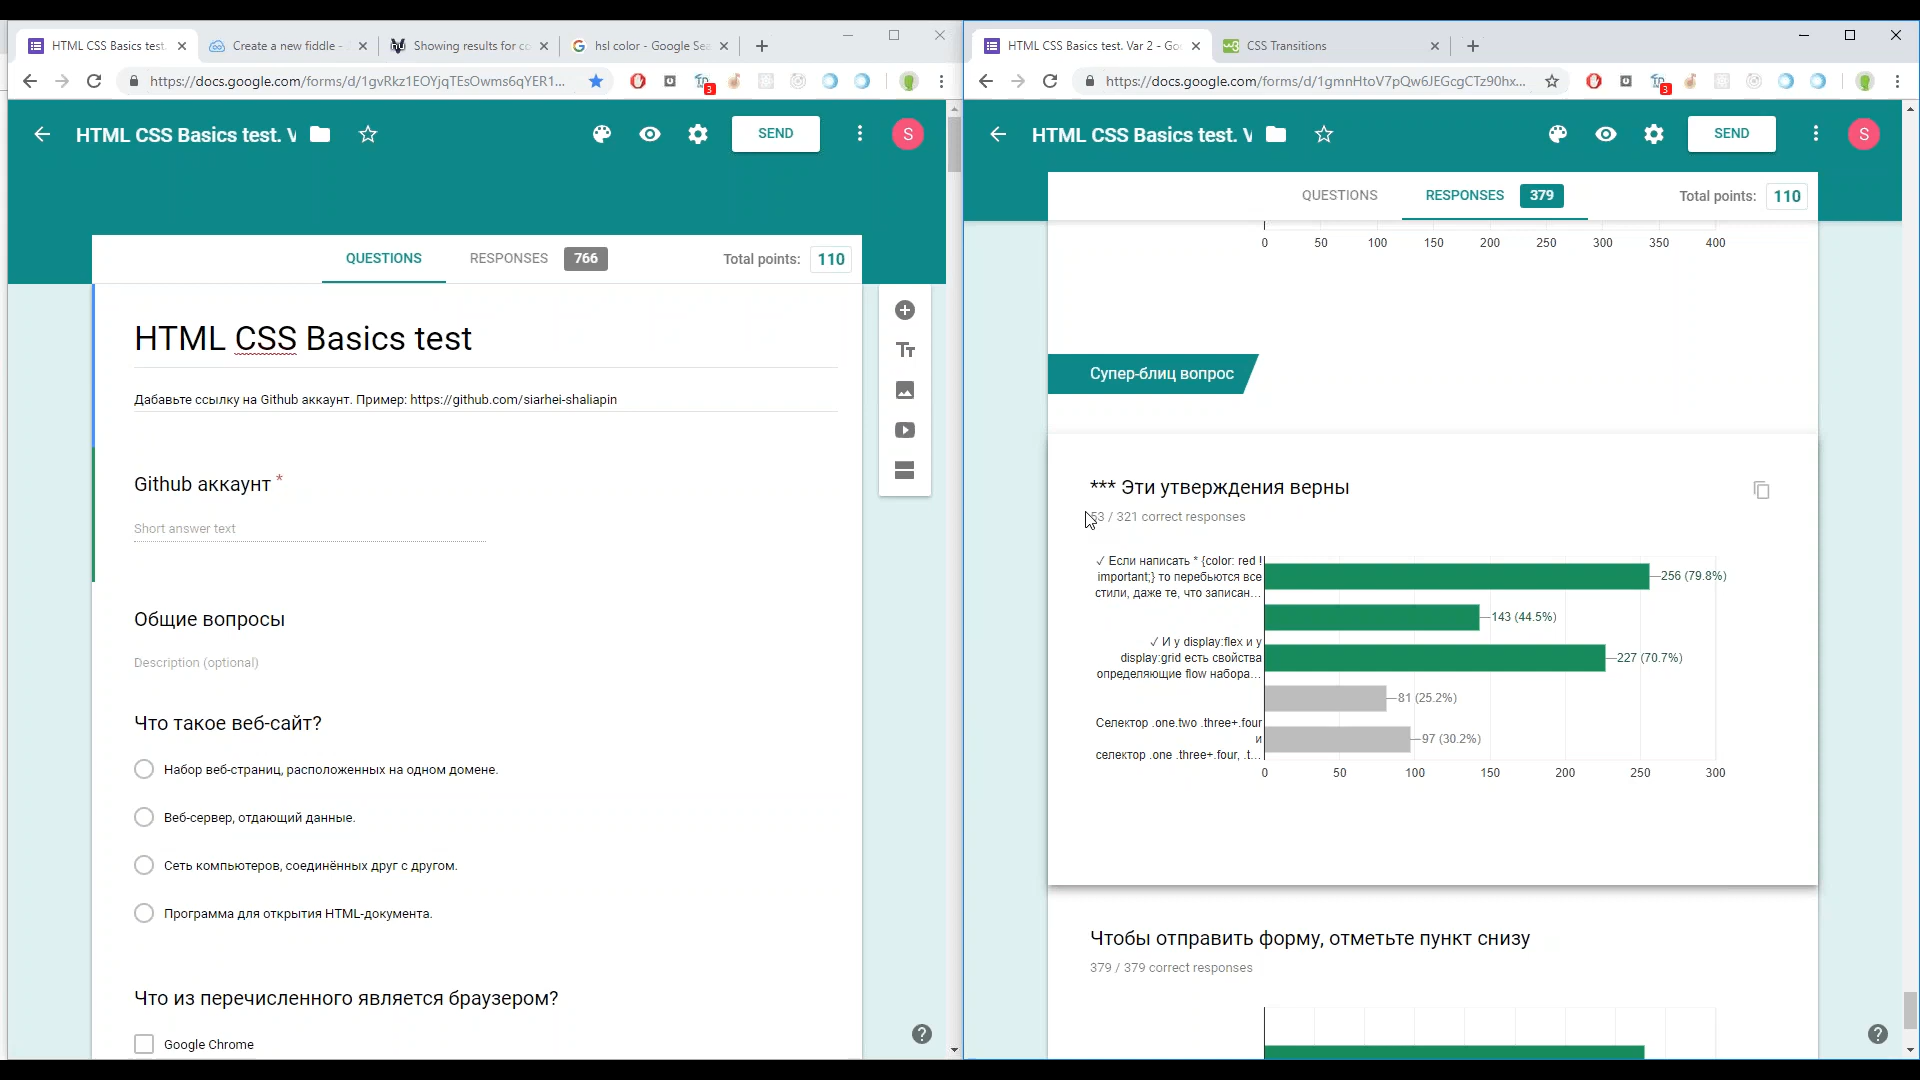 HTML CSS Basics test.
Create a new fiddle -
Showing results for co
hsl color - Google Sea
https://docs.google.com/forms/d/1gvRkz1EOYjqTEsOwms6qYER1...
3
HTML CSS Basics test. V
SEND
S
QUESTIONS
RESPONSES
766
Total points:
110
HTML CSS Basics test
Дабавьте ссылку на Github аккаунт. Пример: https://github.com/siarhei-shaliapin
Github аккаунт *
Short answer text
Общие вопросы
Description (optional)
Что такое веб-сайт?
Набор веб-страниц, расположенных на одном домене.
Веб-сервер, отдающий данные.
Сеть компьютеров, соединённых друг с другом.
Программа для открытия HTML-документа.
Что из перечисленного является браузером?
Google Chrome
HTML CSS Basics test. Var 2 - Goo
CSS Transitions
https://docs.google.com/forms/d/1gmnHtoV7pQw6JEGcgCTz90hx...
3
HTML CSS Basics test. V
SEND
S
QUESTIONS
RESPONSES
379
Total points:
110
0 50 100 150 200 250 300 350 400
Супер-блиц вопрос
*** Эти утверждения верны
53 / 321 correct responses
✓ Если написать * {color: red !
important;} то перебьются все
стили, даже те, что записан...
256 (79.8%)
143 (44.5%)
✓ И у display:flex и у
display:grid есть свойства
определяющие flow набора...
227 (70.7%)
81 (25.2%)
Селектор .one.two .three+.four
и
селектор .one .three+.four, .t...
97 (30.2%)
0 50 100 150 200 250 300
Чтобы отправить форму, отметьте пункт снизу
379 / 379 correct responses